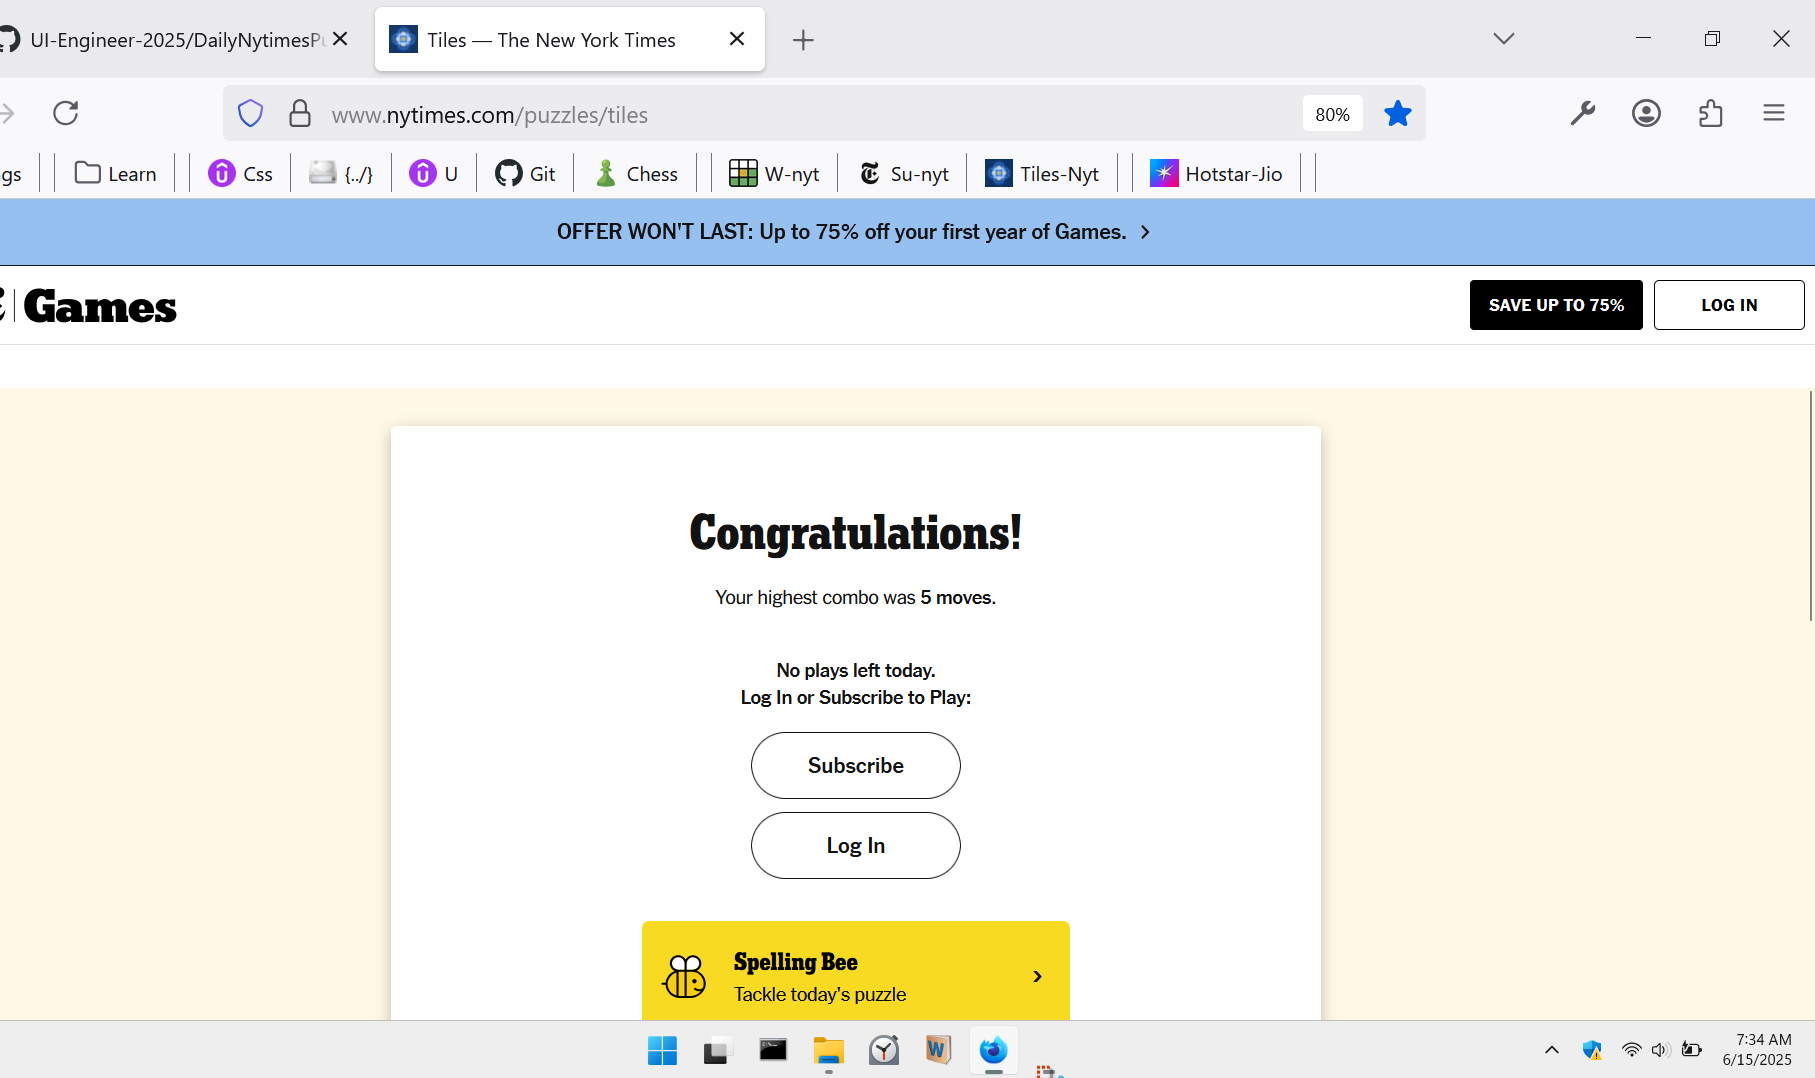 UI-Engineer-2025/DailyNytimesPu
Tiles — The New York Times
www.nytimes.com/puzzles/tiles
80%
gs
Learn
Css
{../}
U
Git
Chess
W-nyt
Su-nyt
Tiles-Nyt
Hotstar-Jio
OFFER WON'T LAST: Up to 75% off your first year of Games.
Games
SAVE UP TO 75%
LOG IN
Congratulations!
Your highest combo was 5 moves.
No plays left today.
Log In or Subscribe to Play:
Subscribe
Log In
Spelling Bee
Tackle today's puzzle
W
7:34 AM
6/15/2025